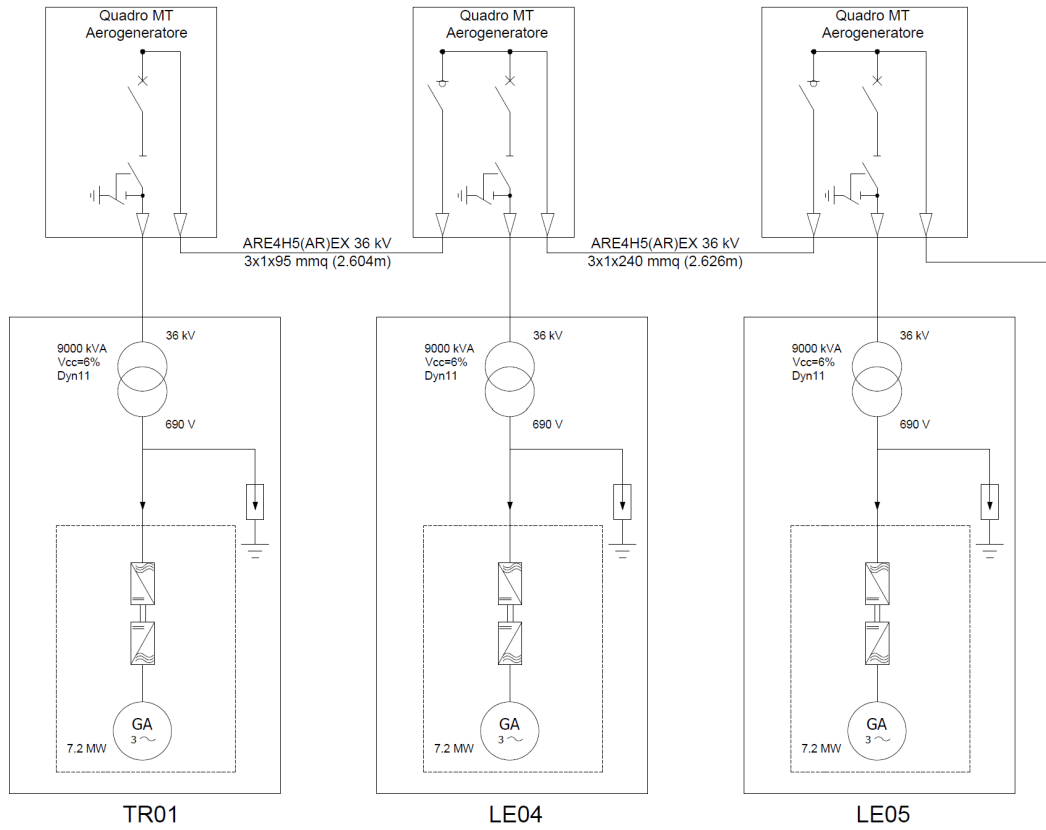 Quadro MT
Aerogeneratore
Quadro MT
Aerogeneratore
Quadro MT
Aerogeneratore
ARE4H5(AR)EX 36 kV
3x1x95 mmq (2.604m)
ARE4H5(AR)EX 36 kV
3x1x240 mmq (2.626m)
36 kV
9000 kVA
Vcc=6%
Dyn11
690 V
GA
3
7.2 MW
TR01
36 kV
9000 kVA
Vcc=6%
Dyn11
690 V
GA
3
7.2 MW
LE04
36 kV
9000 kVA
Vcc=6%
Dyn11
690 V
GA
3
7.2 MW
LE05